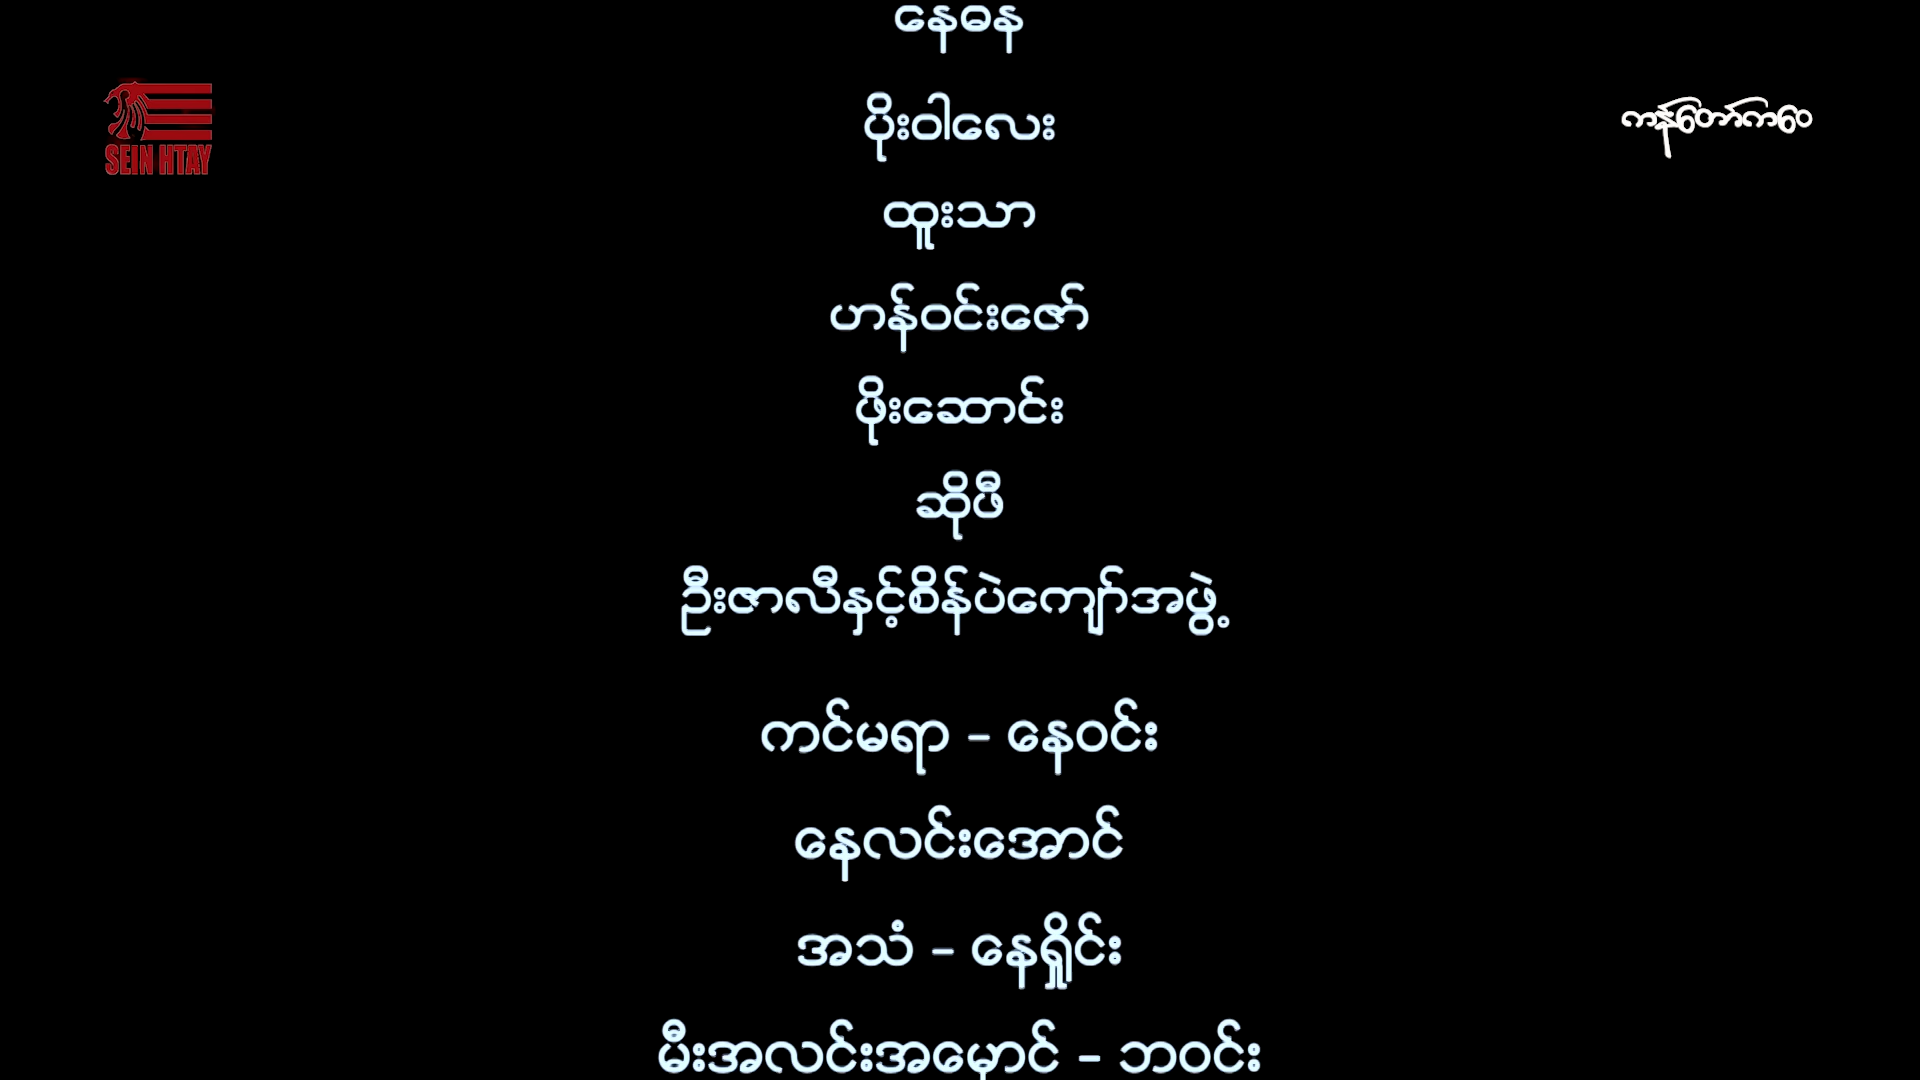 နေဓန
SEIN HTAY
ကန်တော်ကဝေ
ပိုးဝါလေး
ထူးသာ
ဟန်ဝင်းဇော်
ဖိုးဆောင်း
ဆိုဖီ
ဦးဇာလီနှင့်စိန်ပဲကျော်အဖွဲ့
ကင်မရာ - နေဝင်း
နေလင်းအောင်
အသံ - နေရှိုင်း
မီးအလင်းအမှောင် - ဘဝင်း